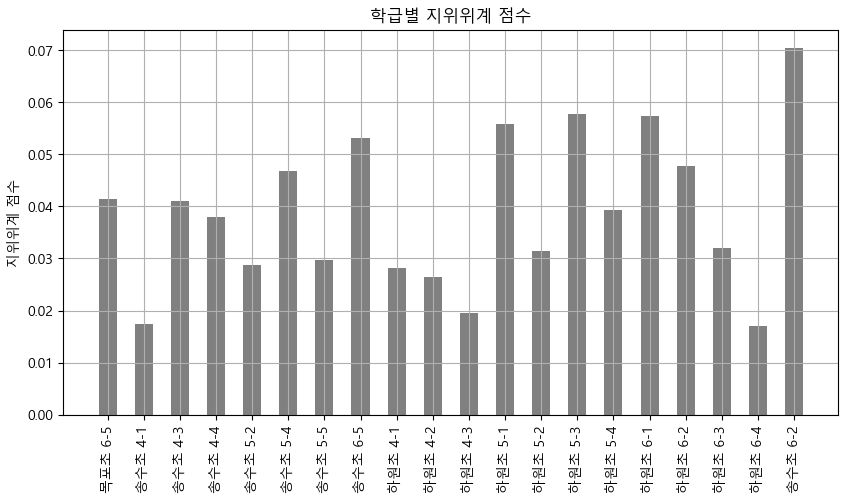 학급별 지위위계 점수
지위위계 점수
0.07
0.06
0.05
0.04
0.03
0.02
0.01
0.00
목포초 6-5
송수초 4-1
송수초 4-3
송수초 4-4
송수초 5-2
송수초 5-4
송수초 5-5
송수초 6-5
하원초 4-1
하원초 4-2
하원초 4-3
하원초 5-1
하원초 5-2
하원초 5-3
하원초 5-4
하원초 6-1
하원초 6-2
하원초 6-3
하원초 6-4
송수초 6-2